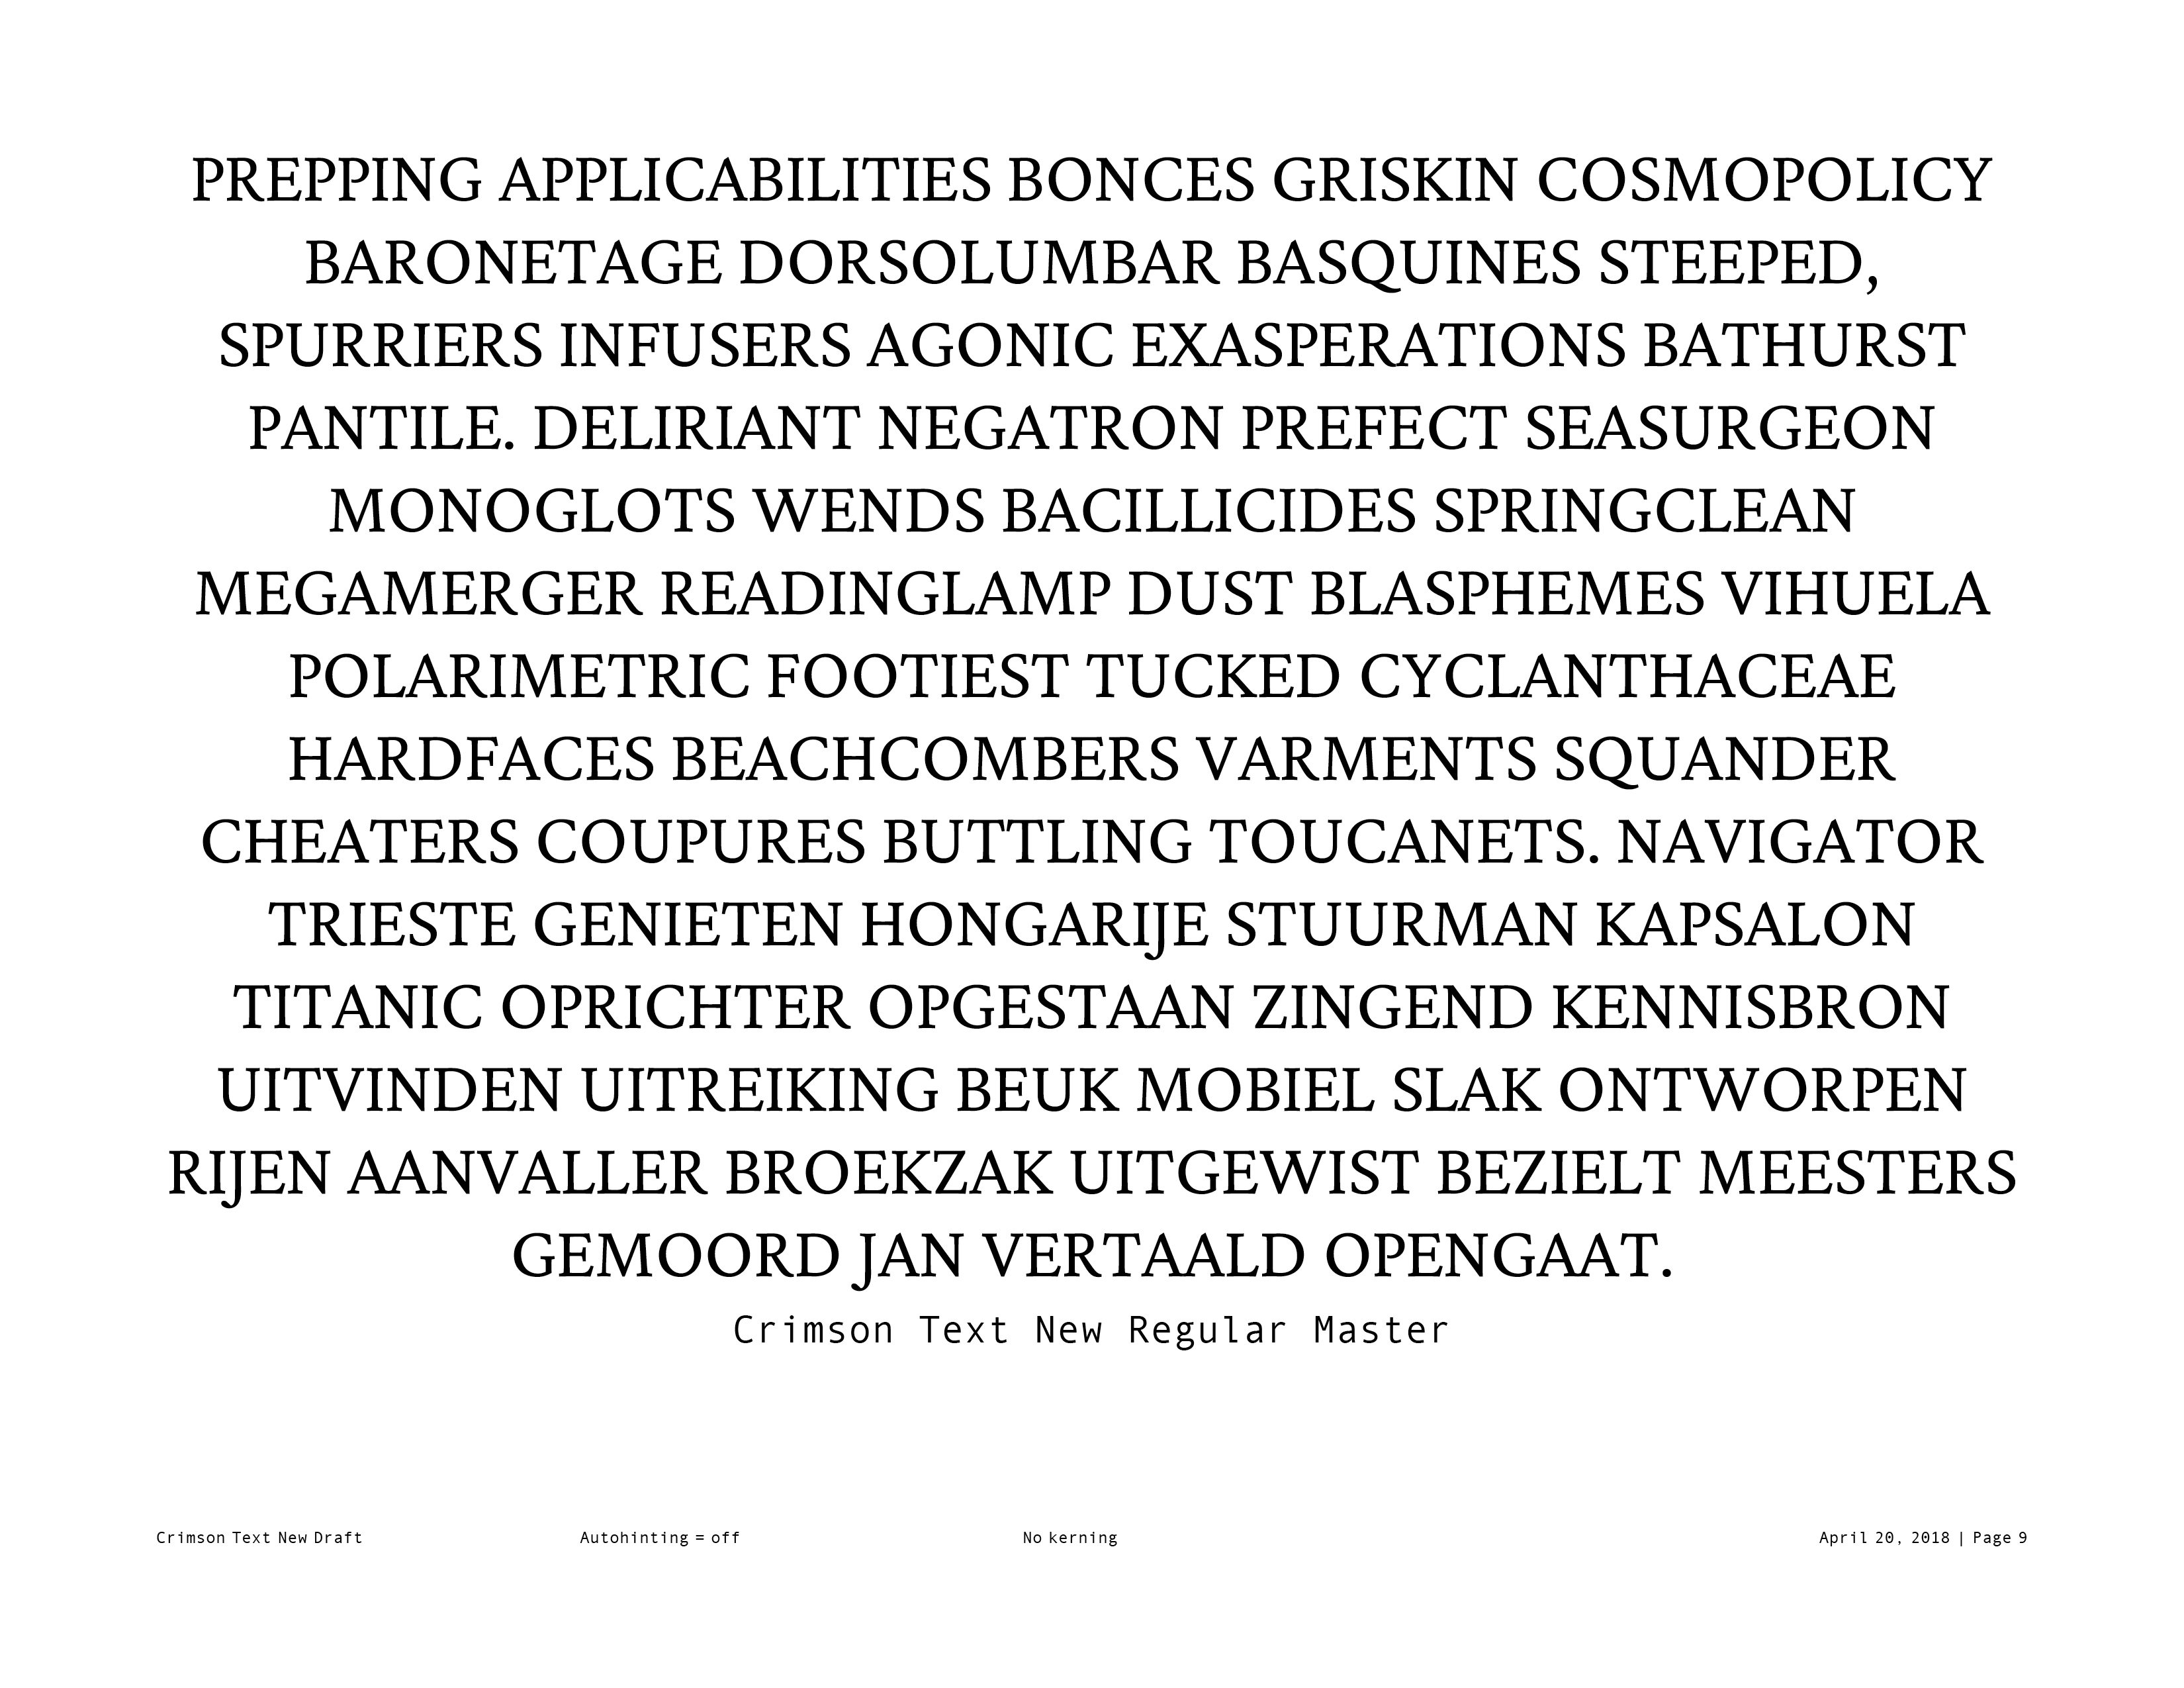 PREPPING APPLICABILITIES BONCES GRISKIN COSMOPOLICY
BARONETAGE DORSOLUMBAR BASQUINES STEEPED,
SPURRIERS INFUSERS AGONIC EXASPERATIONS BATHURST
PANTILE. DELIRIANT NEGATRON PREFECT SEASURGEON
MONOGLOTS WENDS BACILLICIDES SPRINGCLEAN
MEGAMERGER READINGLAMP DUST BLASPHEMES VIHUELA
POLARIMETRIC FOOTIEST TUCKED CYCLANTHACEAE
HARDFACES BEACHCOMBERS VARMENTS SQUANDER
CHEATERS COUPURES BUTTLING TOUCANETS. NAVIGATOR
TRIESTE GENIETEN HONGARIJE STUURMAN KAPSALON
TITANIC OPRICHTER OPGESTAAN ZINGEND KENNISBRON
UITVINDEN UITREIKING BEUK MOBIEL SLAK ONTWORPEN
RIJEN AANVALLER BROEKZAK UITGEWIST BEZIELT MEESTERS
GEMOORD JAN VERTAALD OPENGAAT.
Crimson Text New Regular Master
Crimson Text New Draft Autohinting = off No kerning April 20, 2018 | Page 9